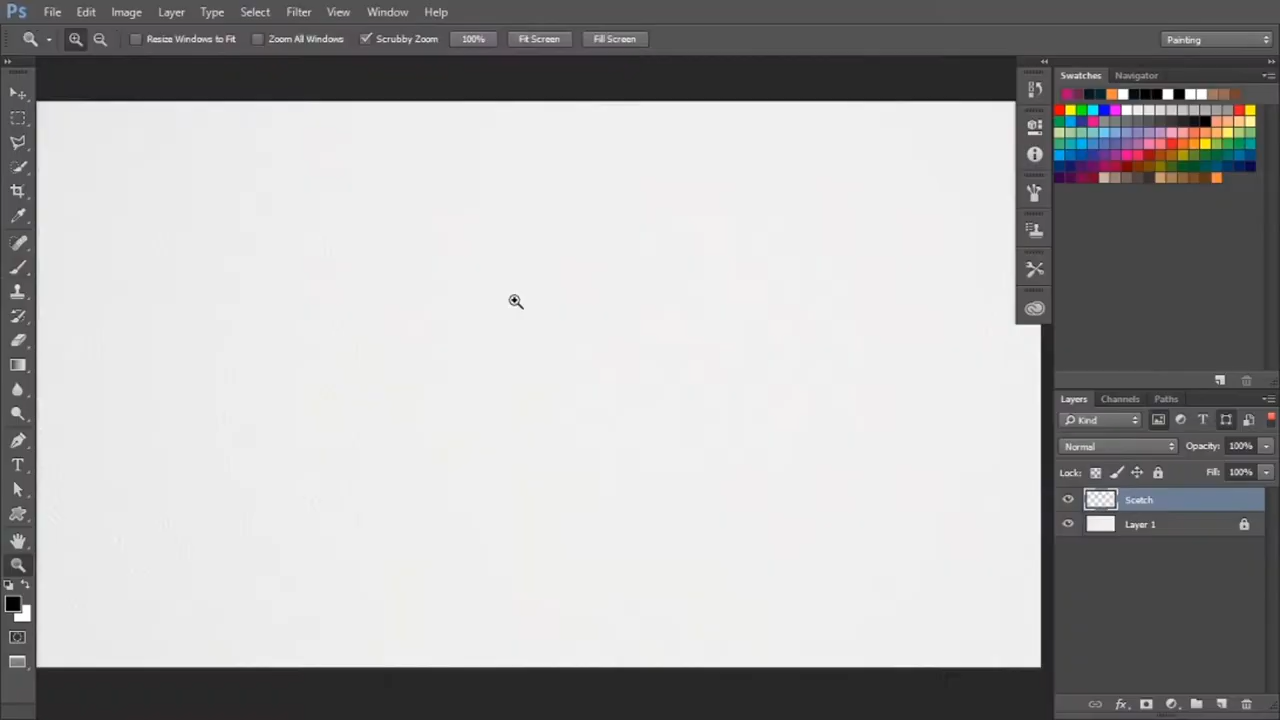 Ps File Edit Image Layer Type Select Filter View Window Help
Resize Windows to Fit Zoom All Windows Scrubby Zoom 100% Fit Screen Fill Screen Painting
Swatches Navigator
Layers Channels Paths
Kind
Normal Opacity: 100%
Lock: Fill: 100%
Scetch
Layer 1